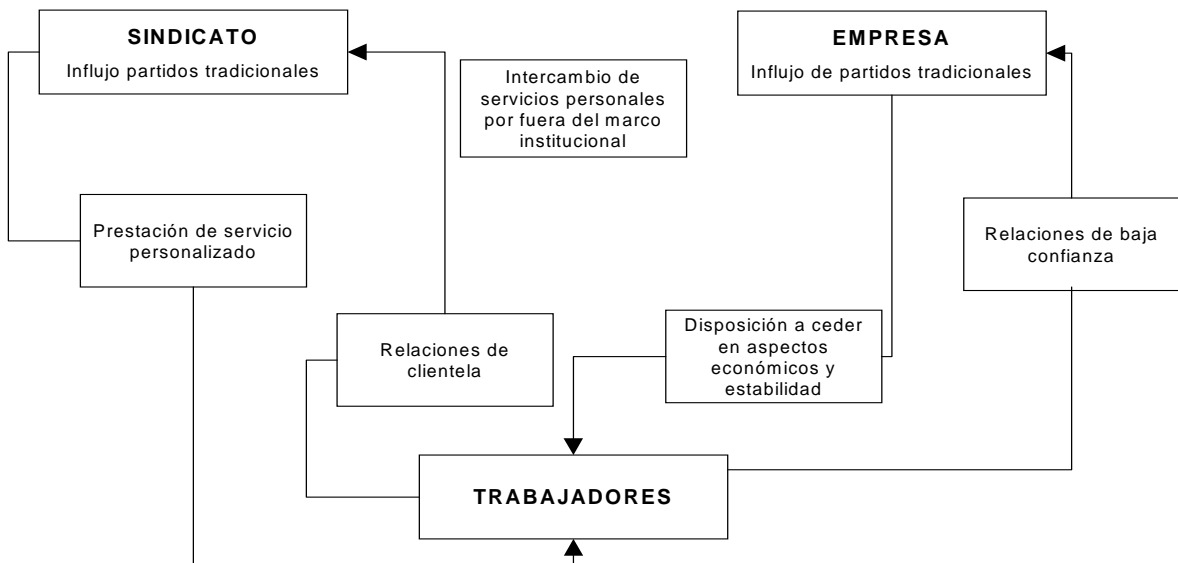 SINDICATO
Influjo partidos tradicionales
EMPRESA
Influjo de partidos tradicionales
Intercambio de
servicios personales
por fuera del marco
institucional
Prestación de servicio
personalizado
Relaciones de baja
confianza
Relaciones de
clientela
Disposición a ceder
en aspectos
económicos y
estabilidad
TRABAJADORES